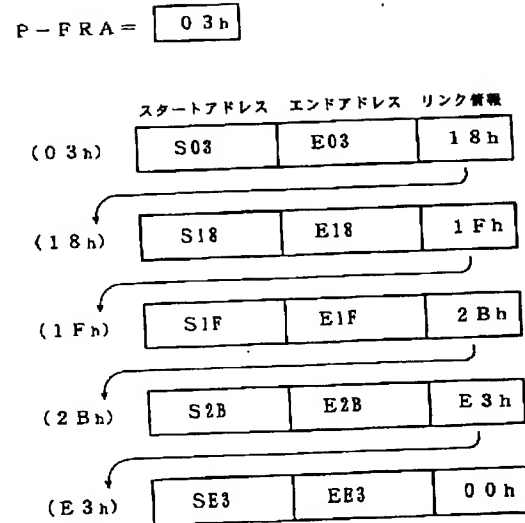 P-FRA= 03h
スタートアドレス エンドアドレス リンク情報
(03h) S03 E03 18h
(18h) S18 E18 1Fh
(1Fh) S1F E1F 2Bh
(2Bh) S2B E2B E3h
(E3h) SE3 EE3 00h